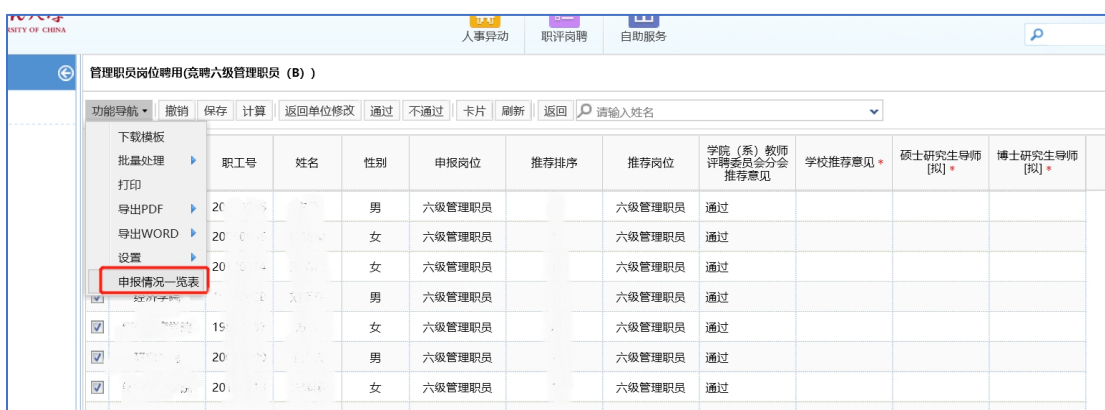 RSITY OF CHINA
人事异动 职评岗聘 自助服务
管理职员岗位聘用(竞聘六级管理职员（B）)
功能导航 撤销 保存 计算 返回单位修改 通过 不通过 卡片 刷新 返回 请输入姓名
下载模板
批量处理
打印
导出PDF
导出WORD
设置
申报情况一览表
职工号 姓名 性别 申报岗位 推荐排序 推荐岗位 学院（系）教师评聘委员会分会推荐意见 学校推荐意见 * 硕士研究生导师[拟] * 博士研究生导师[拟] *
20 男 六级管理职员 六级管理职员 通过
20 女 六级管理职员 六级管理职员 通过
20 女 六级管理职员 六级管理职员 通过
经济学院 男 六级管理职员 六级管理职员 通过
19 女 六级管理职员 六级管理职员 通过
20 男 六级管理职员 六级管理职员 通过
20 女 六级管理职员 六级管理职员 通过